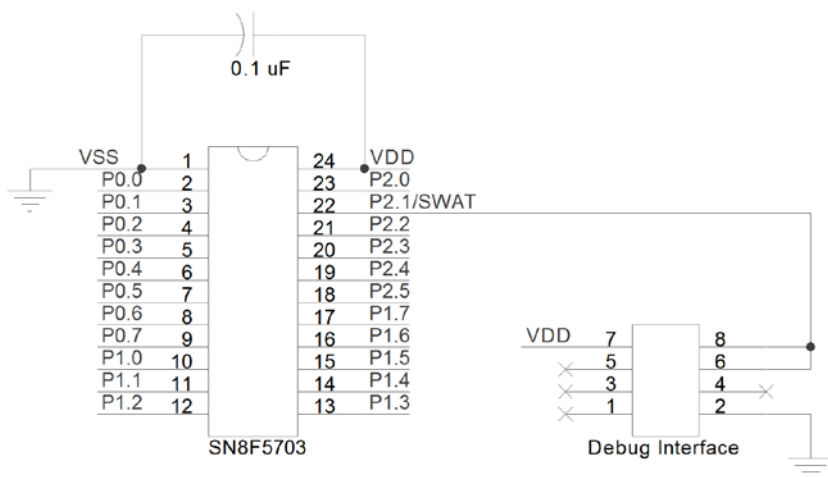 0.1 uF
VSS 1 24 VDD
P0.0 2 23 P2.0
P0.1 3 22 P2.1/SWAT
P0.2 4 21 P2.2
P0.3 5 20 P2.3
P0.4 6 19 P2.4
P0.5 7 18 P2.5
P0.6 8 17 P1.7
P0.7 9 16 P1.6
P1.0 10 15 P1.5
P1.1 11 14 P1.4
P1.2 12 13 P1.3
SN8F5703
VDD 7 8
5 6
3 4
1 2
Debug Interface